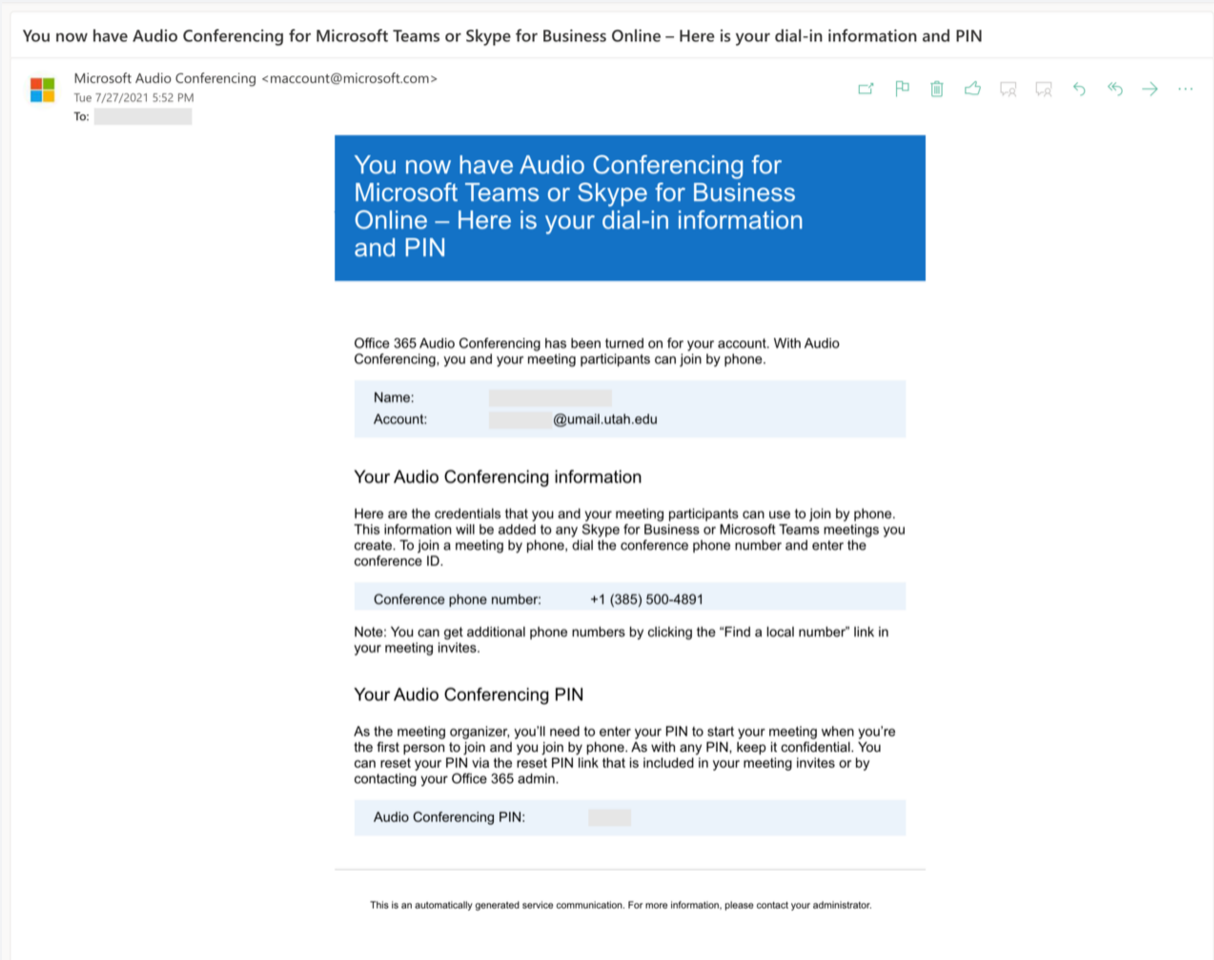 You now have Audio Conferencing for Microsoft Teams or Skype for Business Online – Here is your dial-in information and PIN
Microsoft Audio Conferencing <maccount@microsoft.com>
Tue 7/27/2021 5:52 PM
To:
You now have Audio Conferencing for
Microsoft Teams or Skype for Business
Online – Here is your dial-in information
and PIN
Office 365 Audio Conferencing has been turned on for your account. With Audio
Conferencing, you and your meeting participants can join by phone.
Name:
Account: @umail.utah.edu
Your Audio Conferencing information
Here are the credentials that you and your meeting participants can use to join by phone.
This information will be added to any Skype for Business or Microsoft Teams meetings you
create. To join a meeting by phone, dial the conference phone number and enter the
conference ID.
Conference phone number: +1 (385) 500-4891
Note: You can get additional phone numbers by clicking the “Find a local number” link in
your meeting invites.
Your Audio Conferencing PIN
As the meeting organizer, you’ll need to enter your PIN to start your meeting when you’re
the first person to join and you join by phone. As with any PIN, keep it confidential. You
can reset your PIN via the reset PIN link that is included in your meeting invites or by
contacting your Office 365 admin.
Audio Conferencing PIN:
This is an automatically generated service communication. For more information, please contact your administrator.